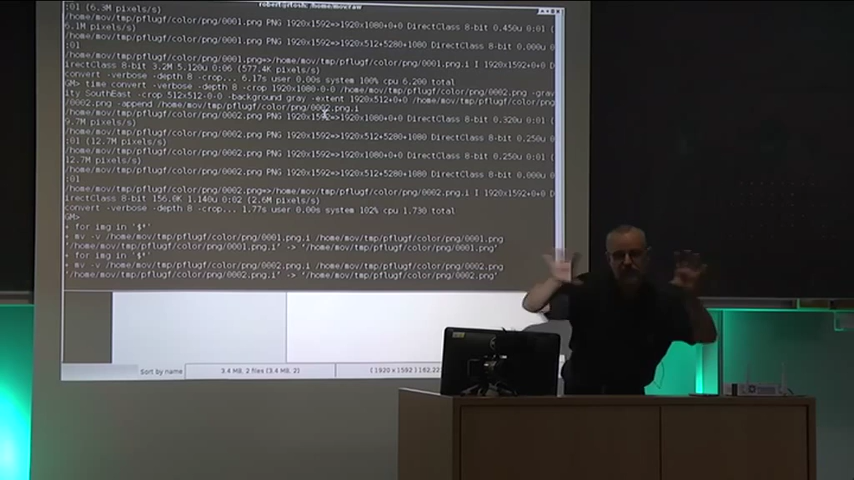 robert@tosh: /home/mov/raw
:01 (6.3M pixels/s)
/home/mov/tmp/pflugf/color/png/0001.png PNG 1920x1592=>1920x1080+0+0 DirectClass 8-bit 0.450u 0:01 (
6.1M pixels/s)
/home/mov/tmp/pflugf/color/png/0001.png PNG 1920x1592=>1920x512+5280+1080 DirectClass 8-bit 0.000u 0
:01
/home/mov/tmp/pflugf/color/png/0001.png=>/home/mov/tmp/pflugf/color/png/0001.png.i I 1920x1592+0+0 D
irectClass 8-bit 3.2M 5.120u 0:06 (577.4K pixels/s)
convert -verbose -depth 8 -crop... 6.17s user 0.00s system 100% cpu 6.200 total
GM> time convert -verbose -depth 8 -crop 1920x1080-0-0 /home/mov/tmp/pflugf/color/png/0002.png -grav
ity SouthEast -crop 512x512-0-0 -background gray -extent 1920x512+0+0 /home/mov/tmp/pflugf/color/png
/0002.png -append /home/mov/tmp/pflugf/color/png/0002.png.i
/home/mov/tmp/pflugf/color/png/0002.png PNG 1920x1592=>1920x1080+0+0 DirectClass 8-bit 0.320u 0:01 (
9.7M pixels/s)
/home/mov/tmp/pflugf/color/png/0002.png PNG 1920x1592=>1920x512+5280+1080 DirectClass 8-bit 0.250u 0
:01 (12.7M pixels/s)
/home/mov/tmp/pflugf/color/png/0002.png PNG 1920x1592=>1920x1080+0+0 DirectClass 8-bit 0.250u 0:01 (
12.7M pixels/s)
/home/mov/tmp/pflugf/color/png/0002.png PNG 1920x1592=>1920x512+5280+1080 DirectClass 8-bit 0.000u 0
:01
/home/mov/tmp/pflugf/color/png/0002.png=>/home/mov/tmp/pflugf/color/png/0002.png.i I 1920x1592+0+0 D
irectClass 8-bit 156.0K 1.140u 0:02 (2.6M pixels/s)
convert -verbose -depth 8 -crop... 1.77s user 0.00s system 102% cpu 1.730 total
GM>
+ for img in '$*'
+ mv -v /home/mov/tmp/pflugf/color/png/0001.png.i /home/mov/tmp/pflugf/color/png/0001.png
'/home/mov/tmp/pflugf/color/png/0001.png.i' -> '/home/mov/tmp/pflugf/color/png/0001.png'
+ for img in '$*'
+ mv -v /home/mov/tmp/pflugf/color/png/0002.png.i /home/mov/tmp/pflugf/color/png/0002.png
'/home/mov/tmp/pflugf/color/png/0002.png.i' -> '/home/mov/tmp/pflugf/color/png/0002.png'
Sort by name 3.4 MB, 2 files (3.4 MB, 2) (1920 x 1592) 162,22